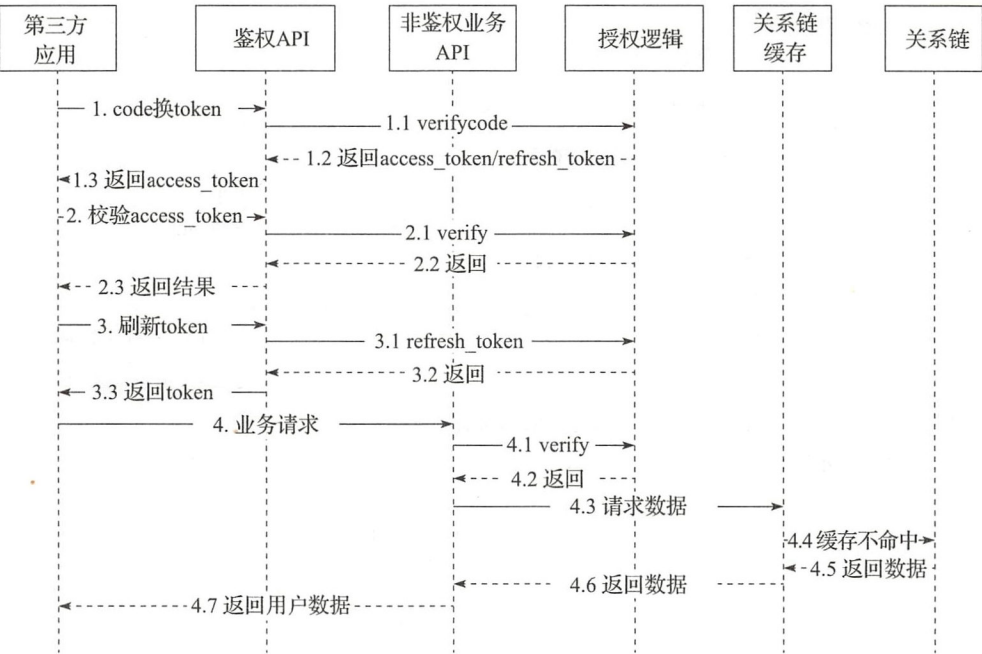 第三方
应用
鉴权API
非鉴权业务
API
授权逻辑
关系链
缓存
关系链
1. code换token
1.1 verifycode
1.2 返回access_token/refresh_token
1.3 返回access_token
2. 校验access_token
2.1 verify
2.2 返回
2.3 返回结果
3. 刷新token
3.1 refresh_token
3.2 返回
3.3 返回token
4. 业务请求
4.1 verify
4.2 返回
4.3 请求数据
4.4 缓存不命中
4.5 返回数据
4.6 返回数据
4.7 返回用户数据